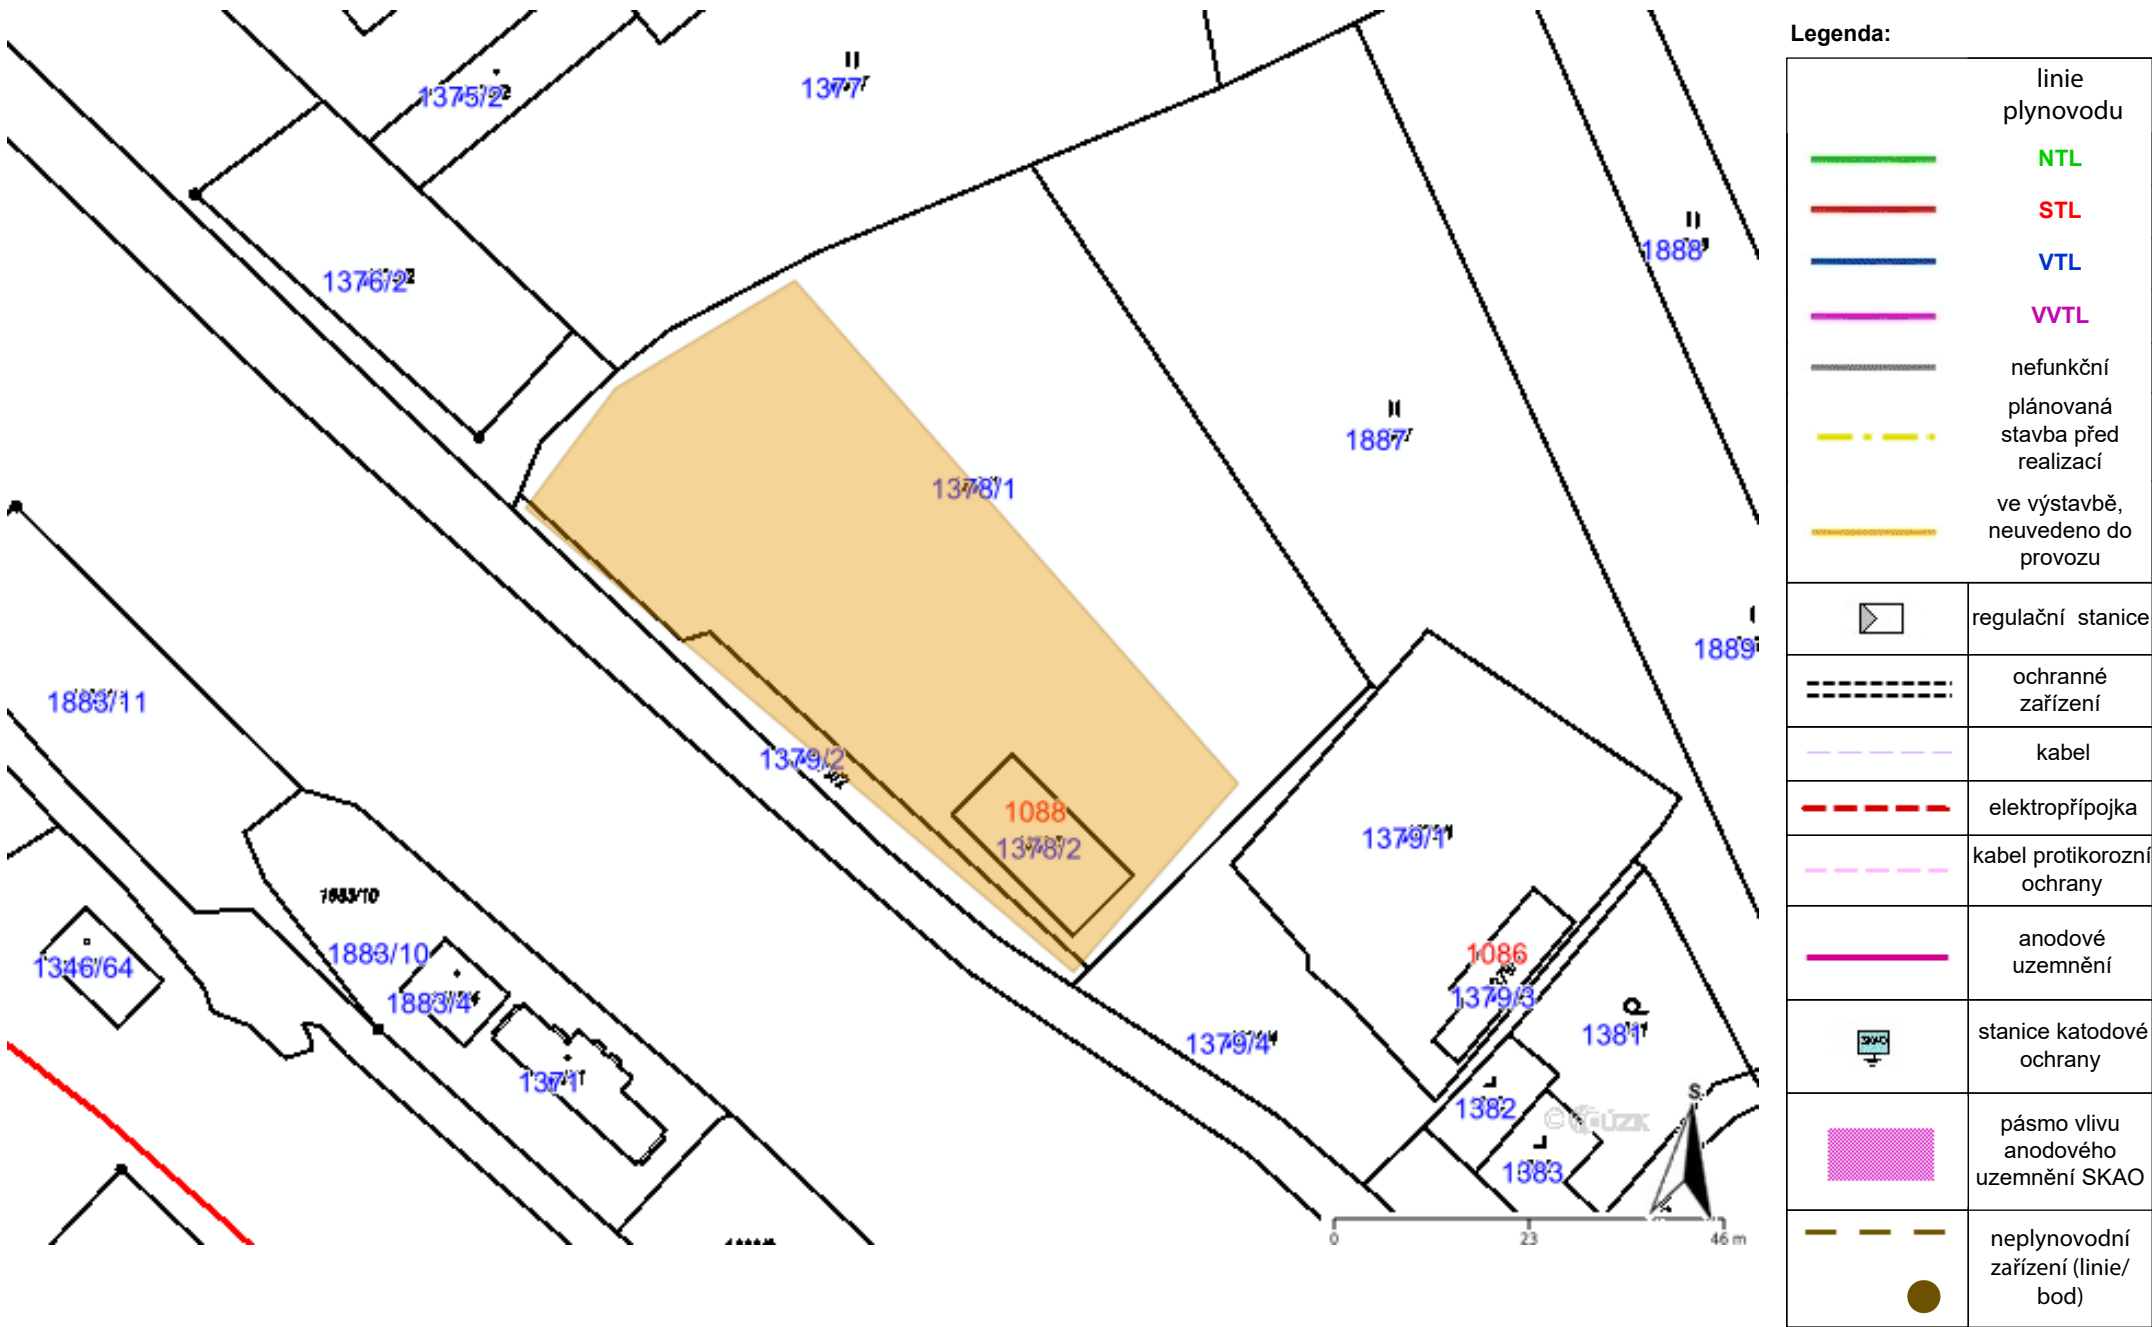 1375/2
1377
1376/2
1888
1887
1378/1
1889
1883/11
1379/2
1088
1378/2
1379/1
1883/10
1883/10
1346/64
1883/4
1371
1086
1379/3
1381
1379/4
1382
1383
S
0
23
46 m
Legenda:
linie
plynovodu
NTL
STL
VTL
VVTL
nefunkční
plánovaná
stavba před
realizací
ve výstavbě,
neuvedeno do
provozu
regulační stanice
ochranné
zařízení
kabel
elektropřípojka
kabel protikorozní
ochrany
anodové
uzemnění
SKAO
stanice katodové
ochrany
pásmo vlivu
anodového
uzemnění SKAO
neplynovodní
zařízení (linie/
bod)